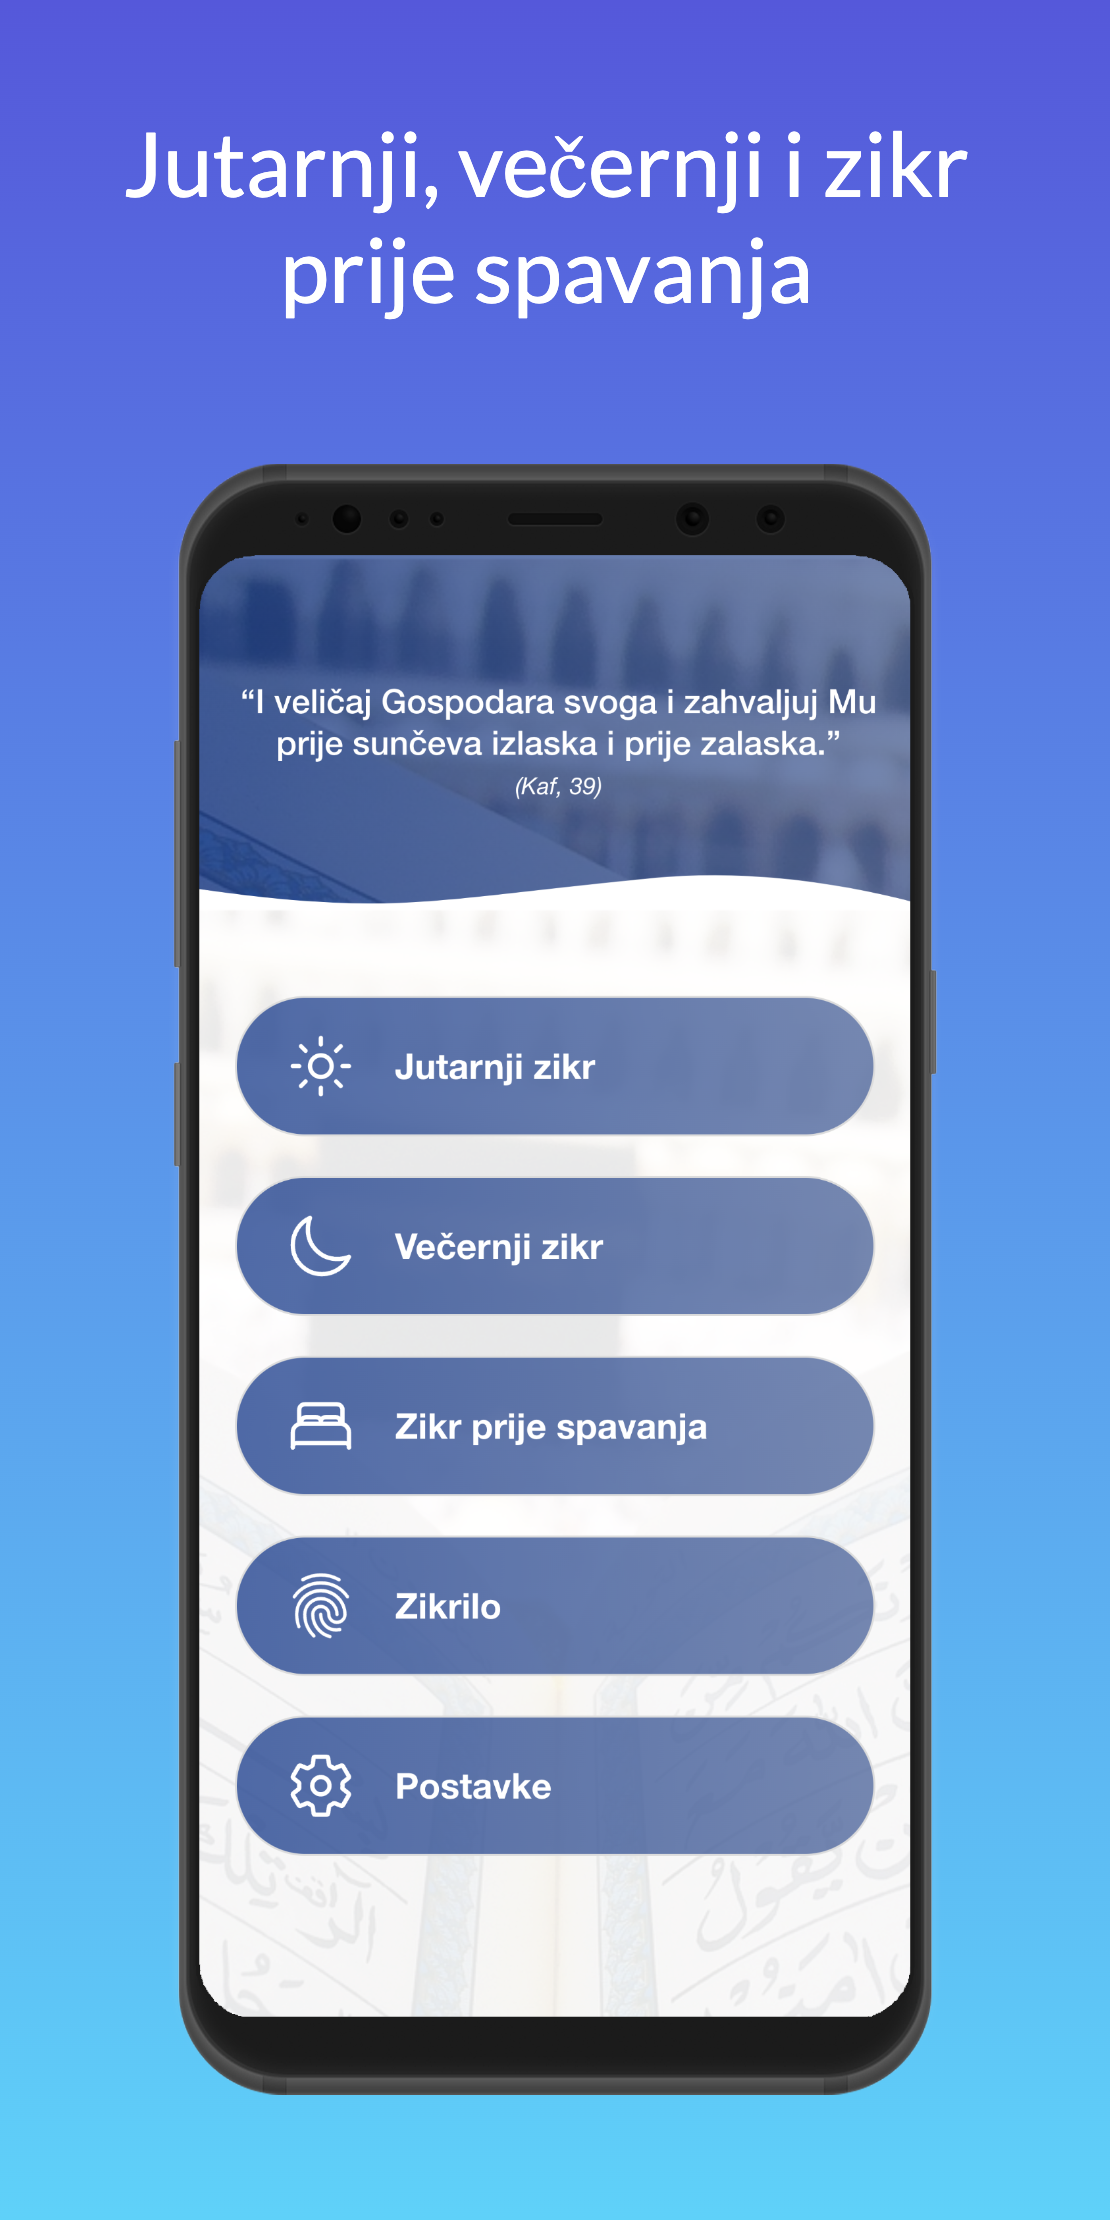 Jutarnji, večernji i zikr
prije spavanja
“I veličaj Gospodara svoga i zahvaljuj Mu
prije sunčeva izlaska i prije zalaska.”
(Kaf, 39)
Jutarnji zikr
Večernji zikr
Zikr prije spavanja
Zikrilo
Postavke